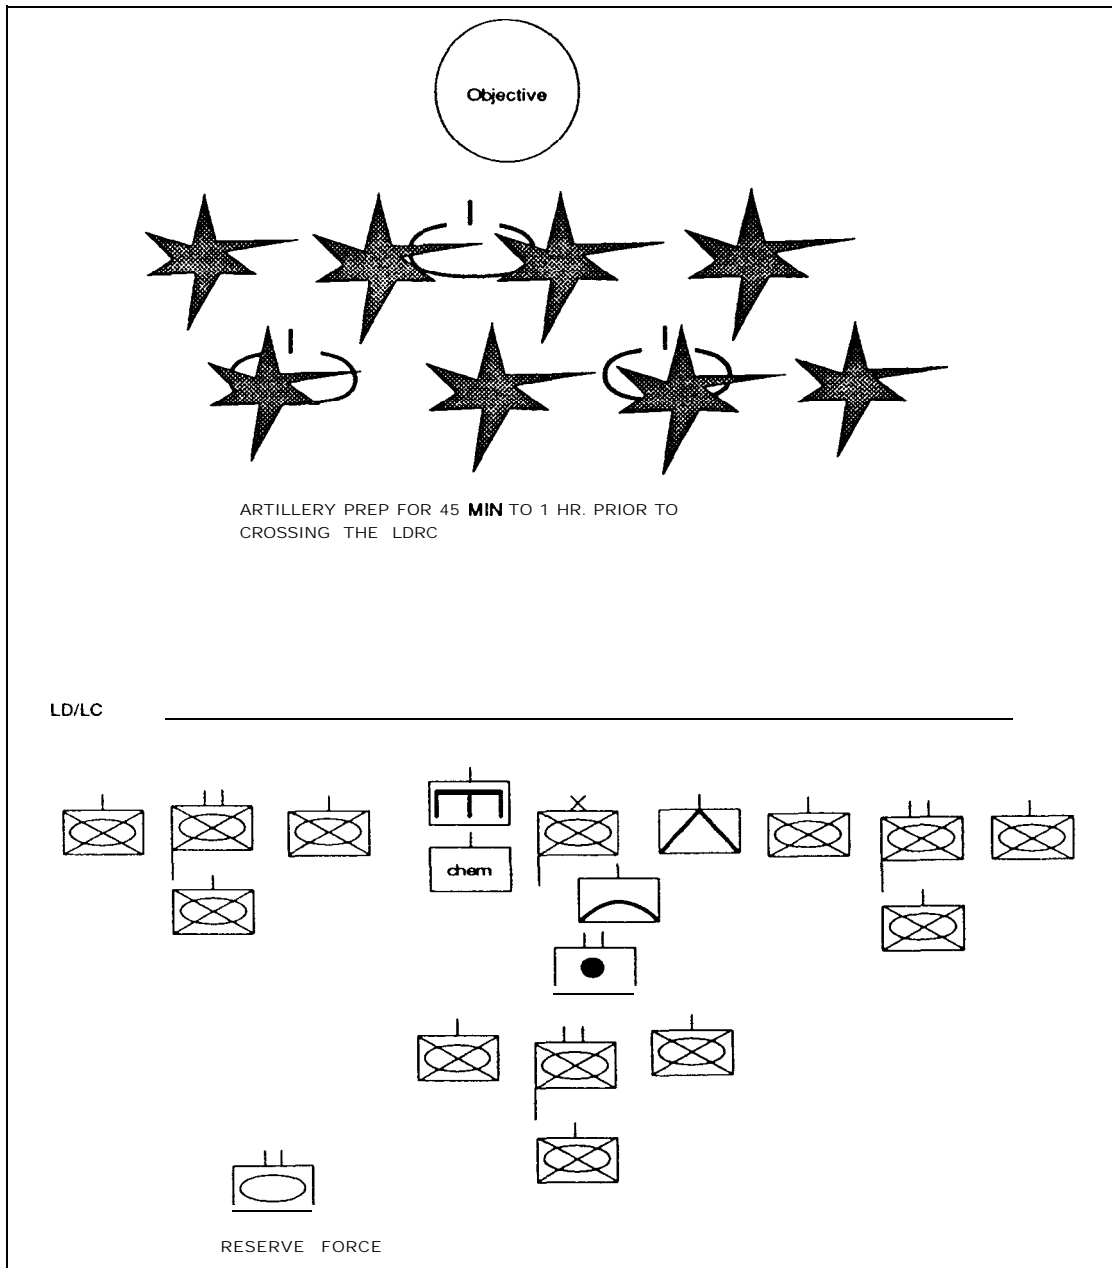 Objective
ARTILLERY PREP FOR 45 MIN TO 1 HR. PRIOR TO
CROSSING THE LDRC
LD/LC
chem
RESERVE FORCE